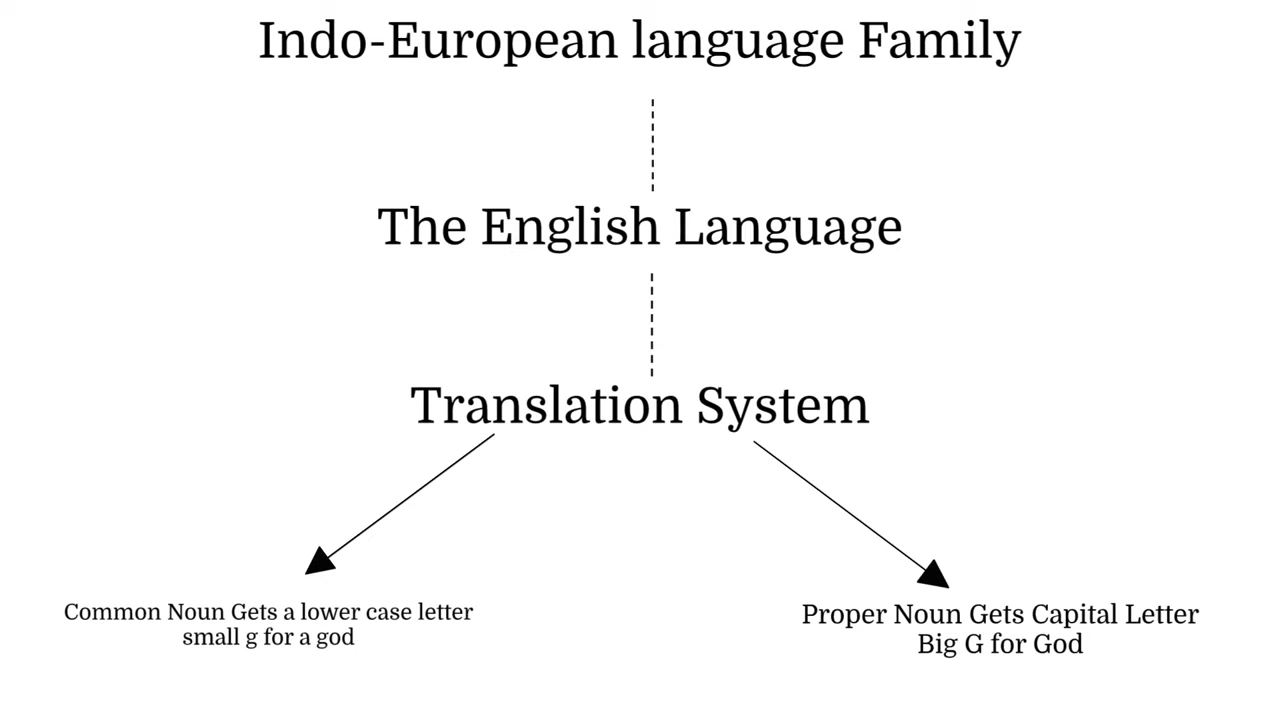 Indo-European language Family
The English Language
Translation System
Common Noun Gets a lower case letter
small g for a god
Proper Noun Gets Capital Letter
Big G for God